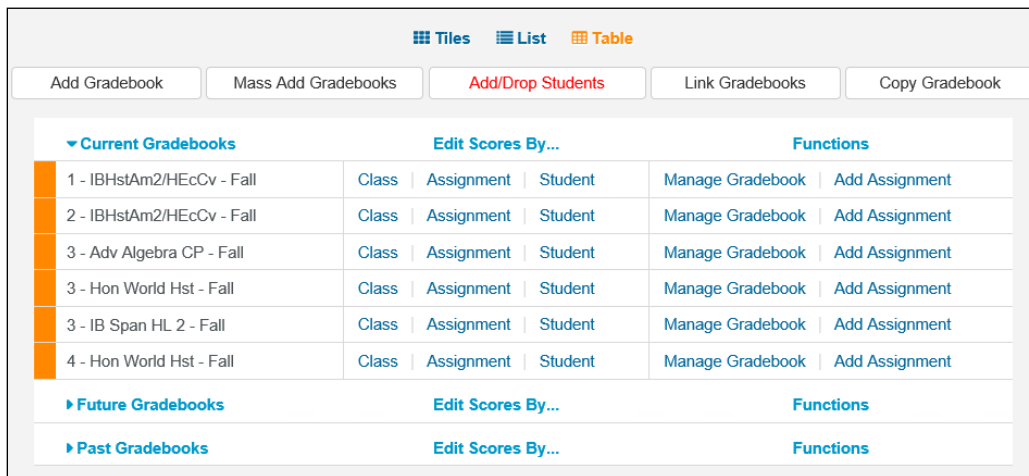 Tiles List Table
Add Gradebook Mass Add Gradebooks Add/Drop Students Link Gradebooks Copy Gradebook
Current Gradebooks Edit Scores By... Functions
1 - IBHstAm2/HEcCv - Fall Class | Assignment | Student Manage Gradebook | Add Assignment
2 - IBHstAm2/HEcCv - Fall Class | Assignment | Student Manage Gradebook | Add Assignment
3 - Adv Algebra CP - Fall Class | Assignment | Student Manage Gradebook | Add Assignment
3 - Hon World Hst - Fall Class | Assignment | Student Manage Gradebook | Add Assignment
3 - IB Span HL 2 - Fall Class | Assignment | Student Manage Gradebook | Add Assignment
4 - Hon World Hst - Fall Class | Assignment | Student Manage Gradebook | Add Assignment
Future Gradebooks Edit Scores By... Functions
Past Gradebooks Edit Scores By... Functions